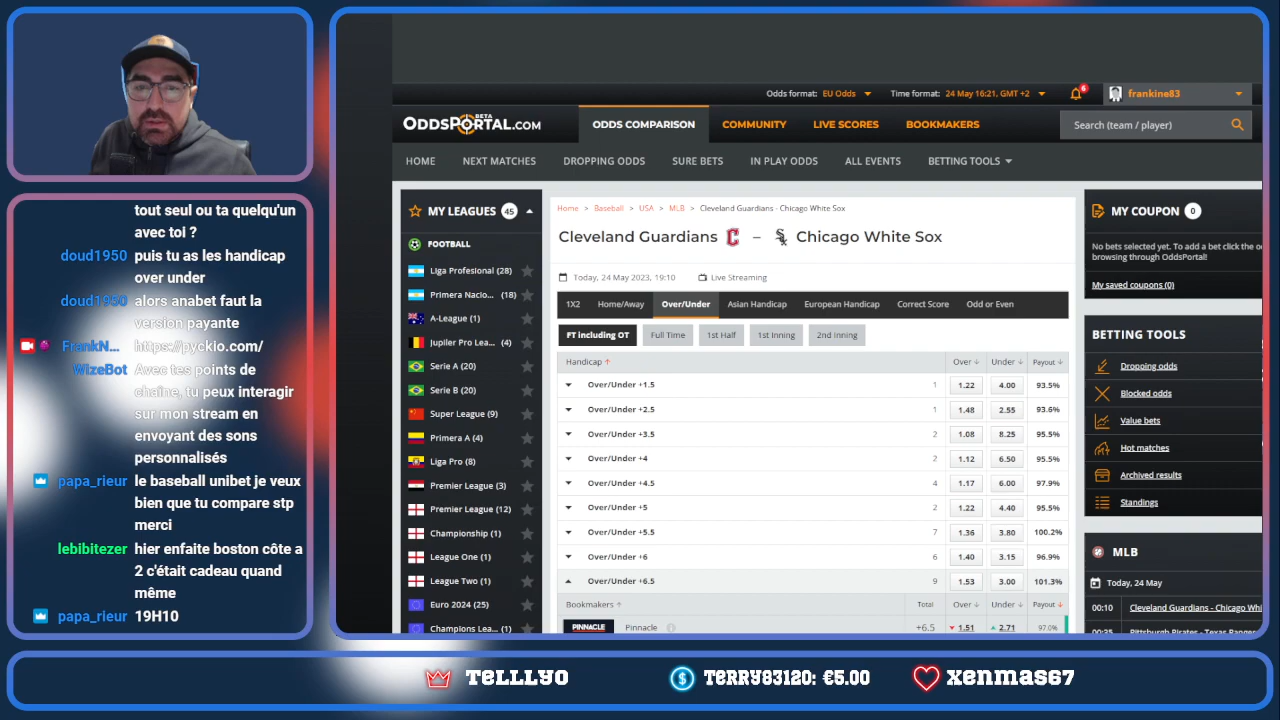 tout seul ou ta quelqu'un
avec toi ?
doud1950 puis tu as les handicap
over under
doud1950 alors anabet faut la
version payante
FrankN... https://pyckio.com/
WizeBot Avec tes points de
chaîne, tu peux interagir
sur mon stream en
envoyant des sons
personnalisés
papa_rieur le baseball unibet je veux
bien que tu compare stp
merci
lebibitezer hier enfaite boston côte a
2 c'était cadeau quand
même
papa_rieur 19H10
Odds format: EU Odds Time format: 24 May 16:21, GMT +2 6 frankine83
BETA
ODDSPORTAL.COM ODDS COMPARISON COMMUNITY LIVE SCORES BOOKMAKERS Search (team / player)
HOME NEXT MATCHES DROPPING ODDS SURE BETS IN PLAY ODDS ALL EVENTS BETTING TOOLS
MY LEAGUES 45
FOOTBALL
Liga Profesional (28)
Primera Nacio... (18)
A-League (1)
Jupiler Pro Lea... (4)
Serie A (20)
Serie B (20)
Super League (9)
Primera A (4)
Liga Pro (8)
Premier League (3)
Premier League (12)
Championship (1)
League One (1)
League Two (1)
Euro 2024 (25)
Champions Lea... (1)
Home > Baseball > USA > MLB > Cleveland Guardians - Chicago White Sox
Cleveland Guardians – Chicago White Sox
Today, 24 May 2023, 19:10 Live Streaming
1X2 Home/Away Over/Under Asian Handicap European Handicap Correct Score Odd or Even
FT including OT Full Time 1st Half 1st Inning 2nd Inning
Handicap Over Under Payout
Over/Under +1.5 1 1.22 4.00 93.5%
Over/Under +2.5 1 1.48 2.55 93.6%
Over/Under +3.5 2 1.08 8.25 95.5%
Over/Under +4 2 1.12 6.50 95.5%
Over/Under +4.5 4 1.17 6.00 97.9%
Over/Under +5 2 1.22 4.40 95.5%
Over/Under +5.5 7 1.36 3.80 100.2%
Over/Under +6 6 1.40 3.15 96.9%
Over/Under +6.5 9 1.53 3.00 101.3%
Bookmakers Total Over Under Payout
PINNACLE Pinnacle +6.5 1.51 2.71 97.0%
MY COUPON 0
No bets selected yet. To add a bet click the o
browsing through OddsPortal!
My saved coupons (0)
BETTING TOOLS
Dropping odds
Blocked odds
Value bets
Hot matches
Archived results
Standings
MLB
Today, 24 May
00:10 Cleveland Guardians - Chicago Whi
00:35 Pittsburgh Pirates - Texas Ranger
TELLLYO TERRY83120: €5.00 XENMAS67